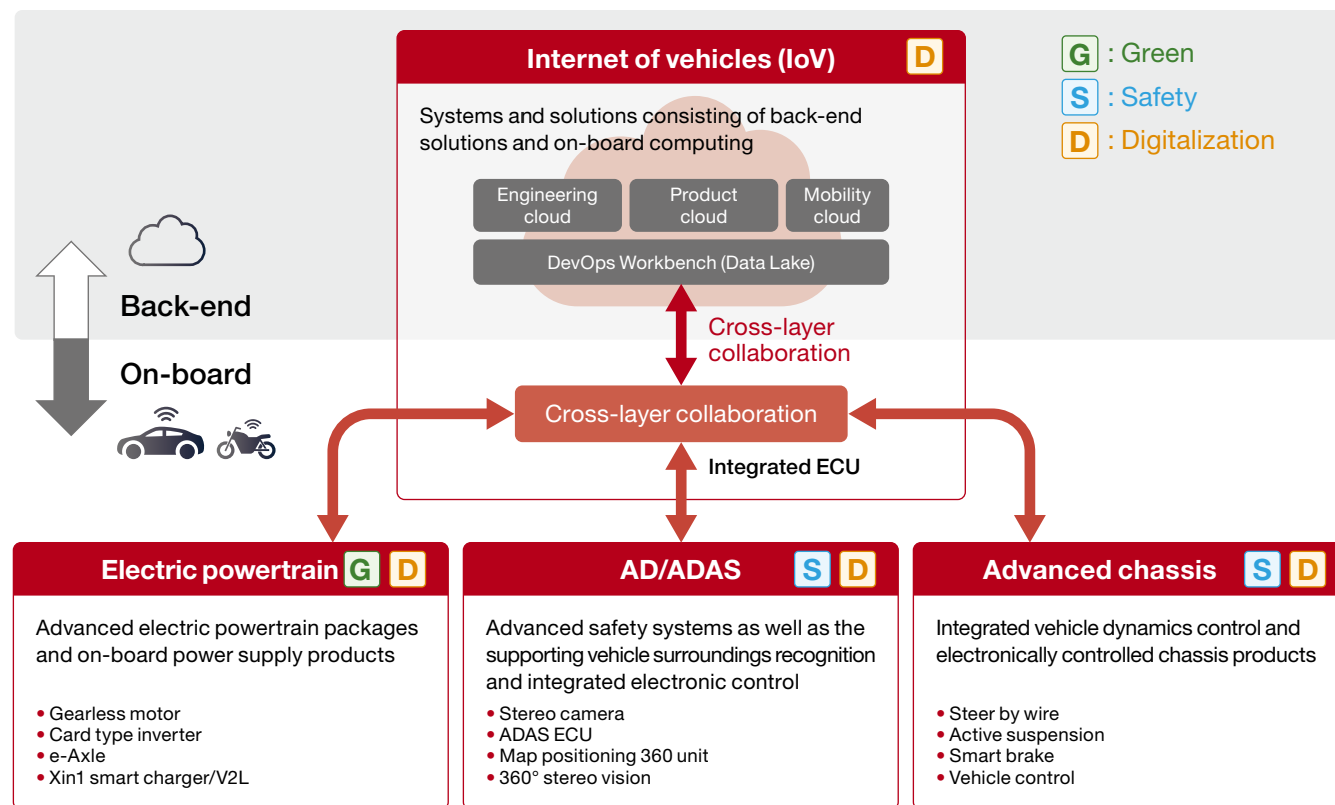 Internet of vehicles (IoV)
D
G : Green
S : Safety
D : Digitalization
Systems and solutions consisting of back-end
solutions and on-board computing
Engineering
cloud
Product
cloud
Mobility
cloud
DevOps Workbench (Data Lake)
Back-end
On-board
Cross-layer
collaboration
Cross-layer collaboration
Integrated ECU
Electric powertrain G D
Advanced electric powertrain packages
and on-board power supply products
• Gearless motor
• Card type inverter
• e-Axle
• Xin1 smart charger/V2L
AD/ADAS S D
Advanced safety systems as well as the
supporting vehicle surroundings recognition
and integrated electronic control
• Stereo camera
• ADAS ECU
• Map positioning 360 unit
• 360° stereo vision
Advanced chassis S D
Integrated vehicle dynamics control and
electronically controlled chassis products
• Steer by wire
• Active suspension
• Smart brake
• Vehicle control